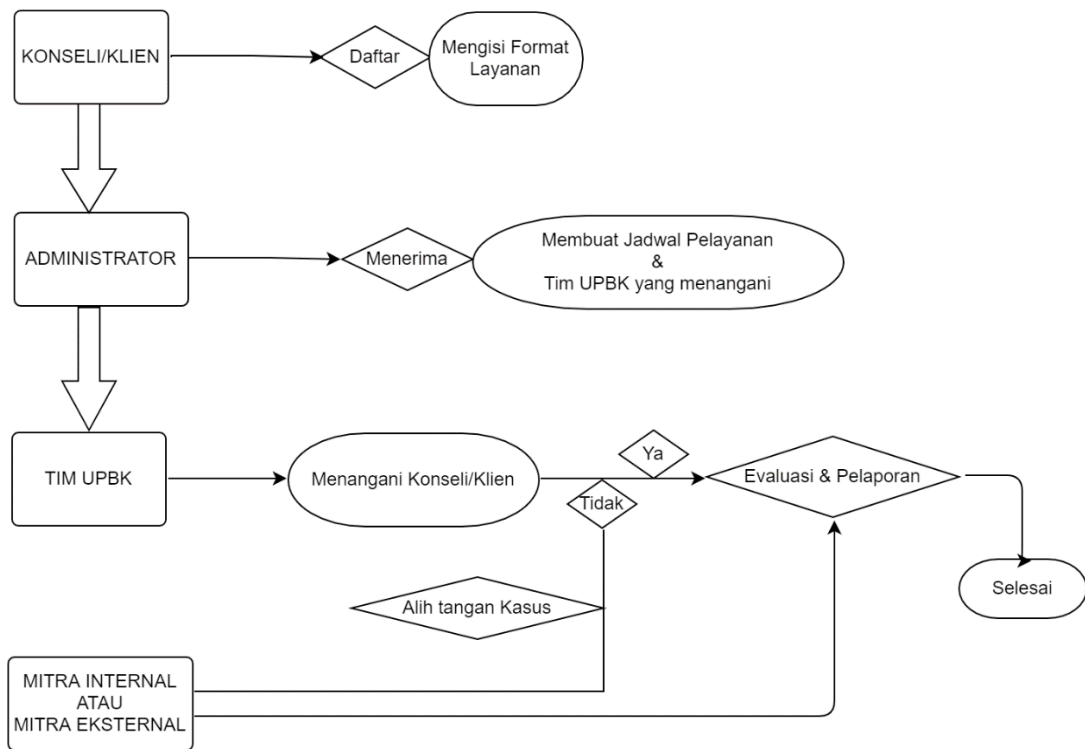 KONSELI/KLIEN
Daftar
Mengisi Format
Layanan
ADMINISTRATOR
Menerima
Membuat Jadwal Pelayanan
&
Tim UPBK yang menangani
TIM UPBK
Menangani Konseli/Klien
Ya
Tidak
Evaluasi & Pelaporan
Selesai
Alih tangan Kasus
MITRA INTERNAL
ATAU
MITRA EKSTERNAL